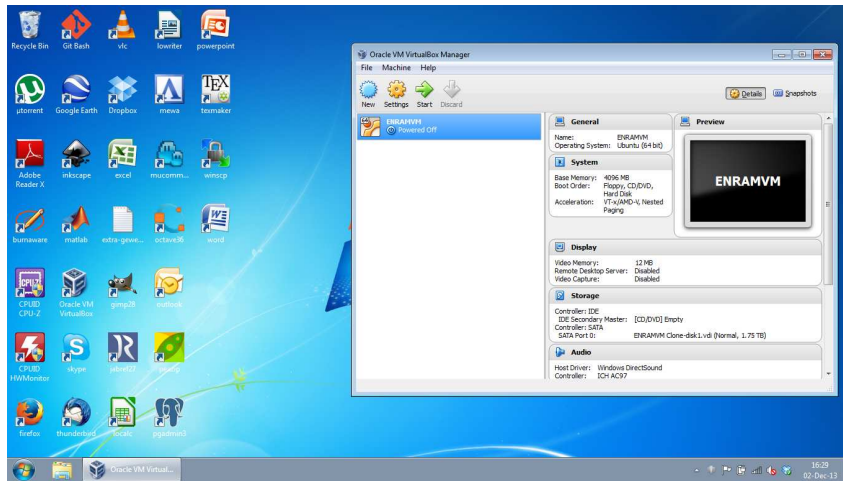 Recycle Bin
Git Bash
vlc
lowriter
powerpoint
µtorrent
Google Earth
Dropbox
mewa
TEX
texmaker
Adobe
Reader X
inkscape
excel
mucomm...
winscp
burnaware
matlab
extra-gewe...
octave36
word
CPUID
CPU-Z
Oracle VM
VirtualBox
gimp28
outlook
CPUID
HWMonitor
skype
jabref27
firefox
thunderbird
localc
pgadmin3
Oracle VM VirtualBox Manager
File Machine Help
New Settings Start Discard
Details Snapshots
ENRAMVM
Powered Off
General
Name: ENRAMVM
Operating System: Ubuntu (64 bit)
System
Base Memory: 4096 MB
Boot Order: Floppy, CD/DVD,
Hard Disk
Acceleration: VT-x/AMD-V, Nested
Paging
Preview
ENRAMVM
Display
Video Memory: 12 MB
Remote Desktop Server: Disabled
Video Capture: Disabled
Storage
Controller: IDE
IDE Secondary Master: [CD/DVD] Empty
Controller: SATA
SATA Port 0: ENRAMVM Clone-disk1.vdi (Normal, 1.75 TB)
Audio
Host Driver: Windows DirectSound
Controller: ICH AC97
Oracle VM Virtual...
16:29
02-Dec-13